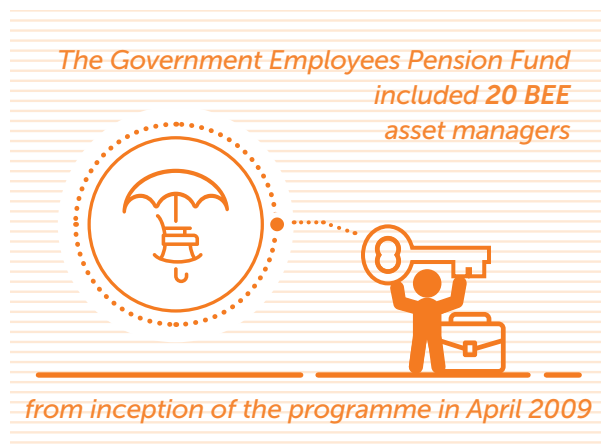 The Government Employees Pension Fund
included 20 BEE
asset managers
from inception of the programme in April 2009